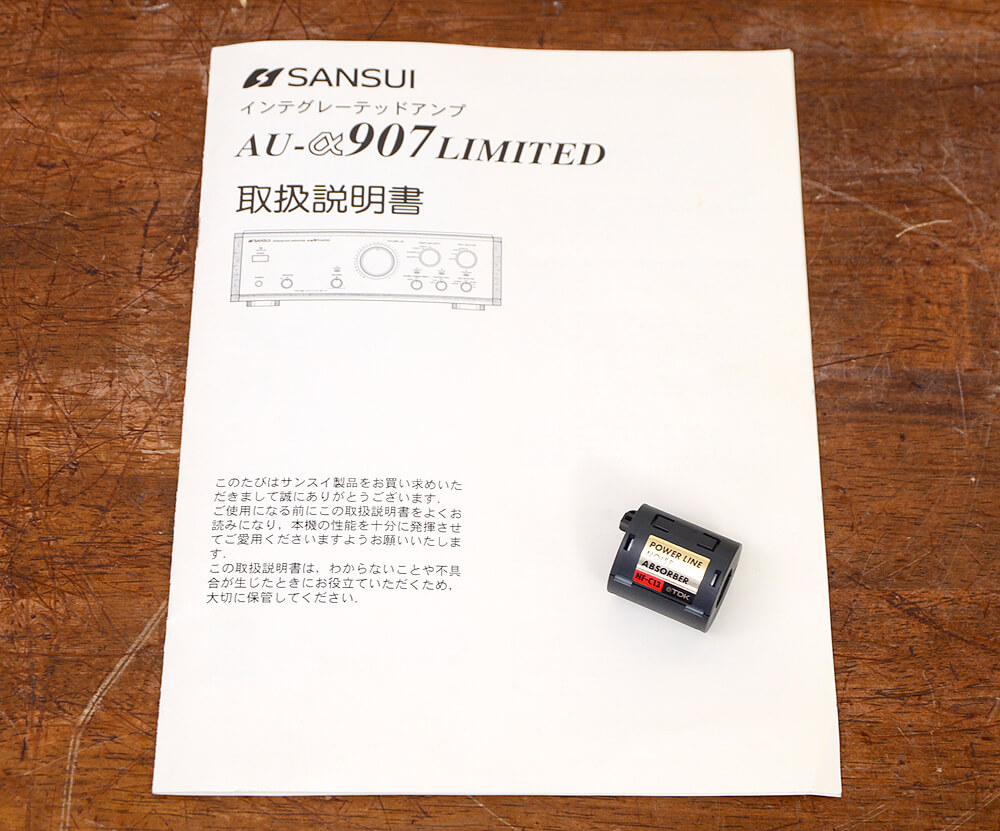 SANSUI
インテグレーテッドアンプ
AU-α907 LIMITED
取扱説明書
SANSUI
このたびはサンスイ製品をお買い求めいた
だきまして誠にありがとうございます.
ご使用になる前にこの取扱説明書をよくお
読みになり, 本機の性能を十分に発揮させ
てご愛用くださいますようお願いいたしま
す.
この取扱説明書は, わからないことや不具
合が生じたときにお役立ていただくため,
大切に保管してください.
POWER LINE
NOISE
ABSORBER
NF-C12 TDK